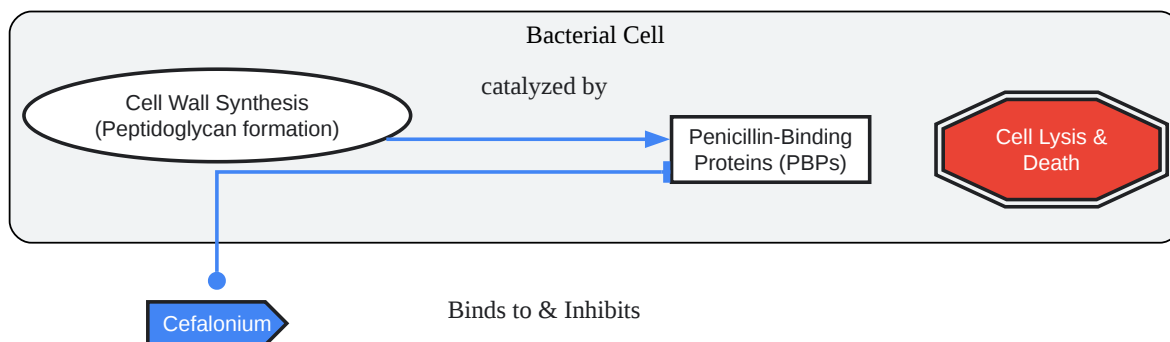 Bacterial Cell
catalyzed by
Cell Wall Synthesis
(Peptidoglycan formation)
Penicillin-Binding
Proteins (PBPs)
Cell Lysis &
Death
Binds to & Inhibits
Cefalonium